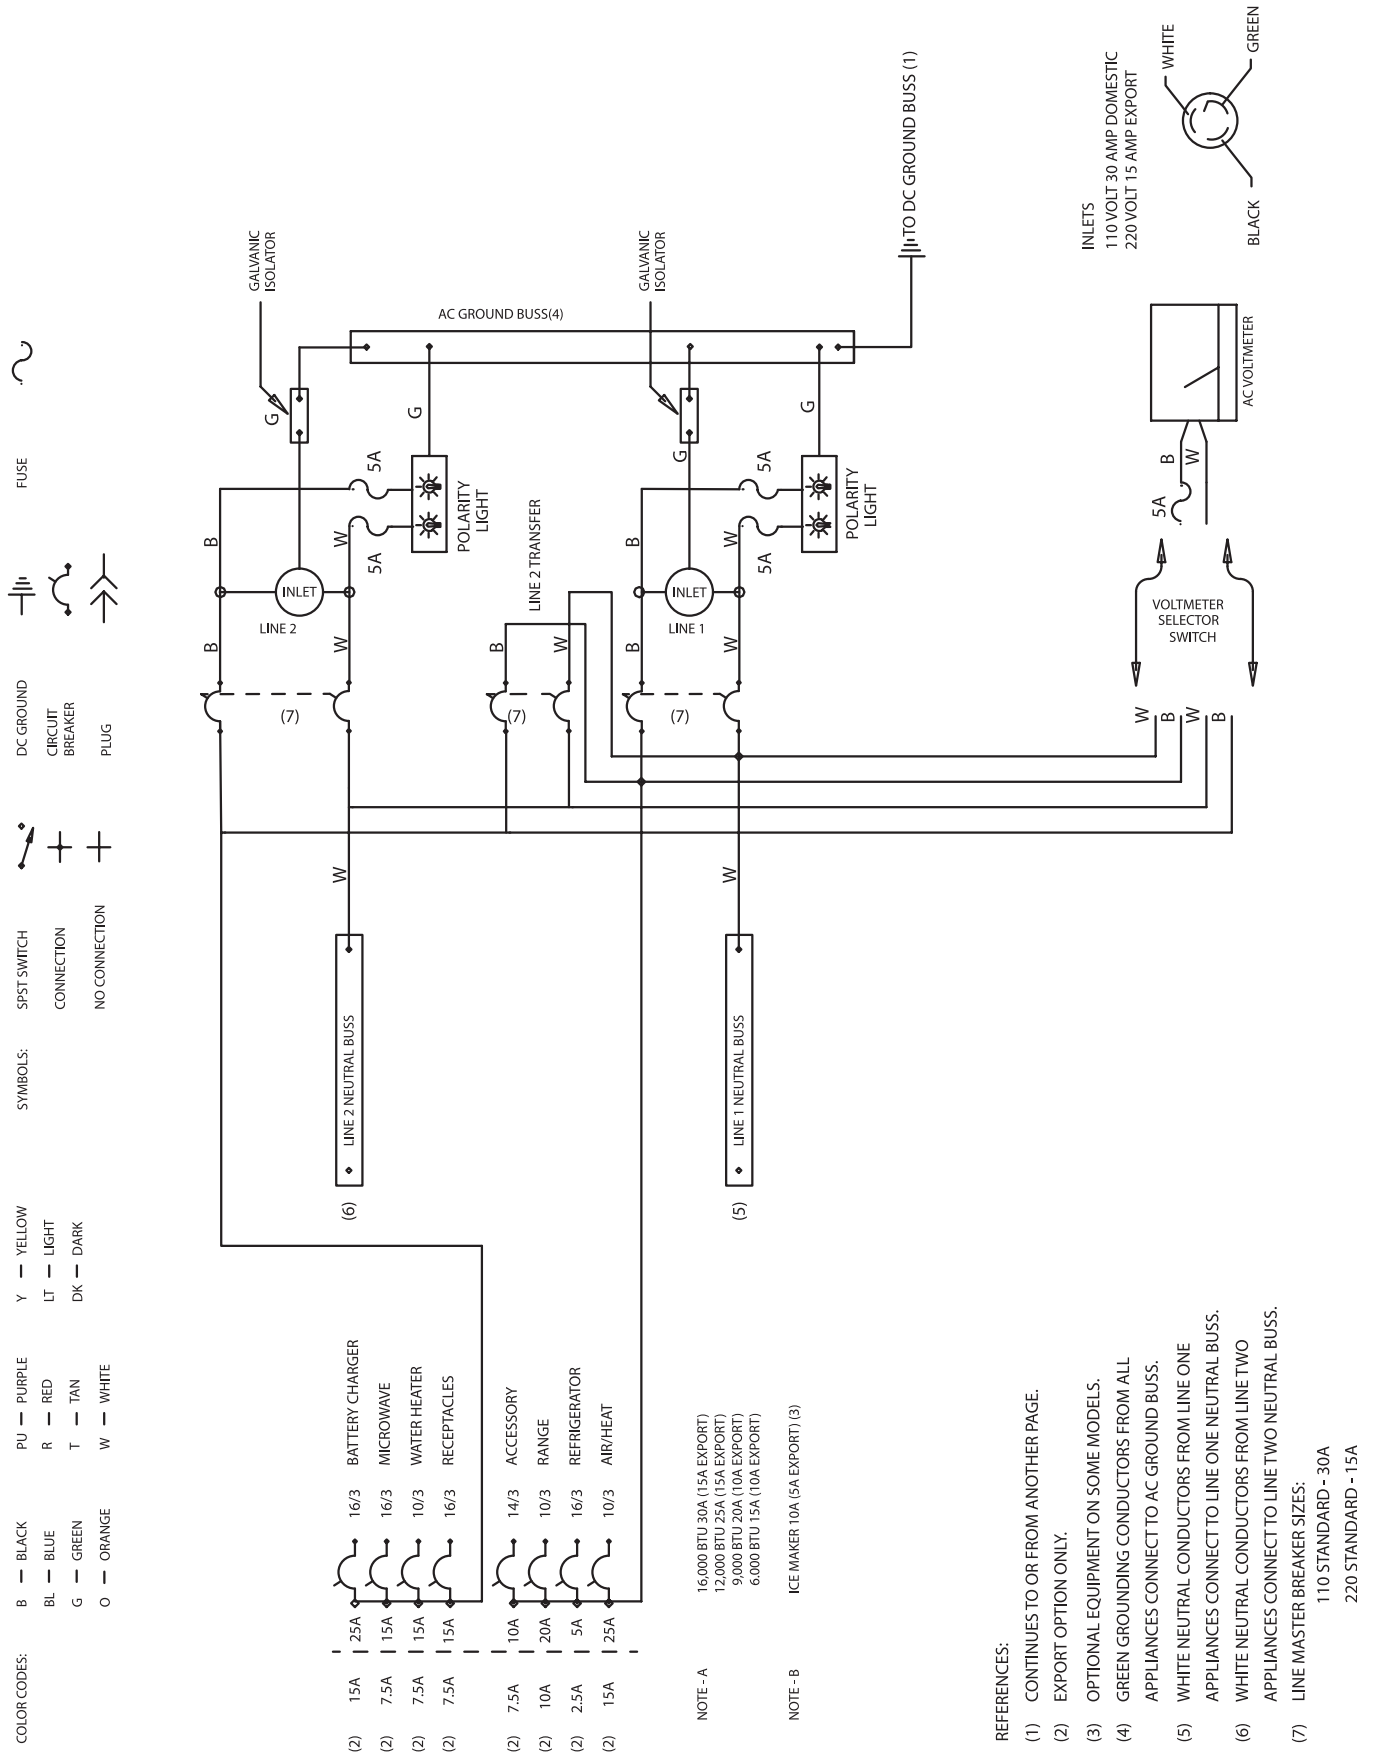 COLOR CODES:
B — BLACK
BL — BLUE
G — GREEN
O — ORANGE
PU — PURPLE
R — RED
T — TAN
W — WHITE
Y — YELLOW
LT — LIGHT
DK — DARK
SYMBOLS:
SPST SWITCH
CONNECTION
NO CONNECTION
DC GROUND
CIRCUIT
BREAKER
PLUG
FUSE
(2) 15A 25A 16/3 BATTERY CHARGER
(2) 7.5A 15A 16/3 MICROWAVE
(2) 7.5A 15A 10/3 WATER HEATER
(2) 7.5A 15A 16/3 RECEPTACLES
(2) 7.5A 10A 14/3 ACCESSORY
(2) 10A 20A 10/3 RANGE
(2) 2.5A 5A 16/3 REFRIGERATOR
(2) 15A 25A 10/3 AIR/HEAT
NOTE - A
16,000 BTU 30A (15A EXPORT)
12,000 BTU 25A (15A EXPORT)
9,000 BTU 20A (10A EXPORT)
6.000 BTU 15A (10A EXPORT)
NOTE - B
ICE MAKER 10A (5A EXPORT) (3)
(6)
LINE 2 NEUTRAL BUSS
W
(5)
LINE 1 NEUTRAL BUSS
W
(7)
B
W
B
W
LINE 2
INLET
5A
5A
POLARITY
LIGHT
G
G
GALVANIC
ISOLATOR
AC GROUND BUSS(4)
(7)
B
W
LINE 2 TRANSFER
(7)
B
W
B
W
LINE 1
INLET
5A
5A
POLARITY
LIGHT
G
G
GALVANIC
ISOLATOR
TO DC GROUND BUSS (1)
W
B
W
B
VOLTMETER
SELECTOR
SWITCH
5A
B
W
AC VOLTMETER
INLETS
110 VOLT 30 AMP DOMESTIC
220 VOLT 15 AMP EXPORT
WHITE
BLACK
GREEN
REFERENCES:
(1) CONTINUES TO OR FROM ANOTHER PAGE.
(2) EXPORT OPTION ONLY.
(3) OPTIONAL EQUIPMENT ON SOME MODELS.
(4) GREEN GROUNDING CONDUCTORS FROM ALL
APPLIANCES CONNECT TO AC GROUND BUSS.
(5) WHITE NEUTRAL CONDUCTORS FROM LINE ONE
APPLIANCES CONNECT TO LINE ONE NEUTRAL BUSS.
(6) WHITE NEUTRAL CONDUCTORS FROM LINE TWO
APPLIANCES CONNECT TO LINE TWO NEUTRAL BUSS.
(7) LINE MASTER BREAKER SIZES:
110 STANDARD - 30A
220 STANDARD - 15A